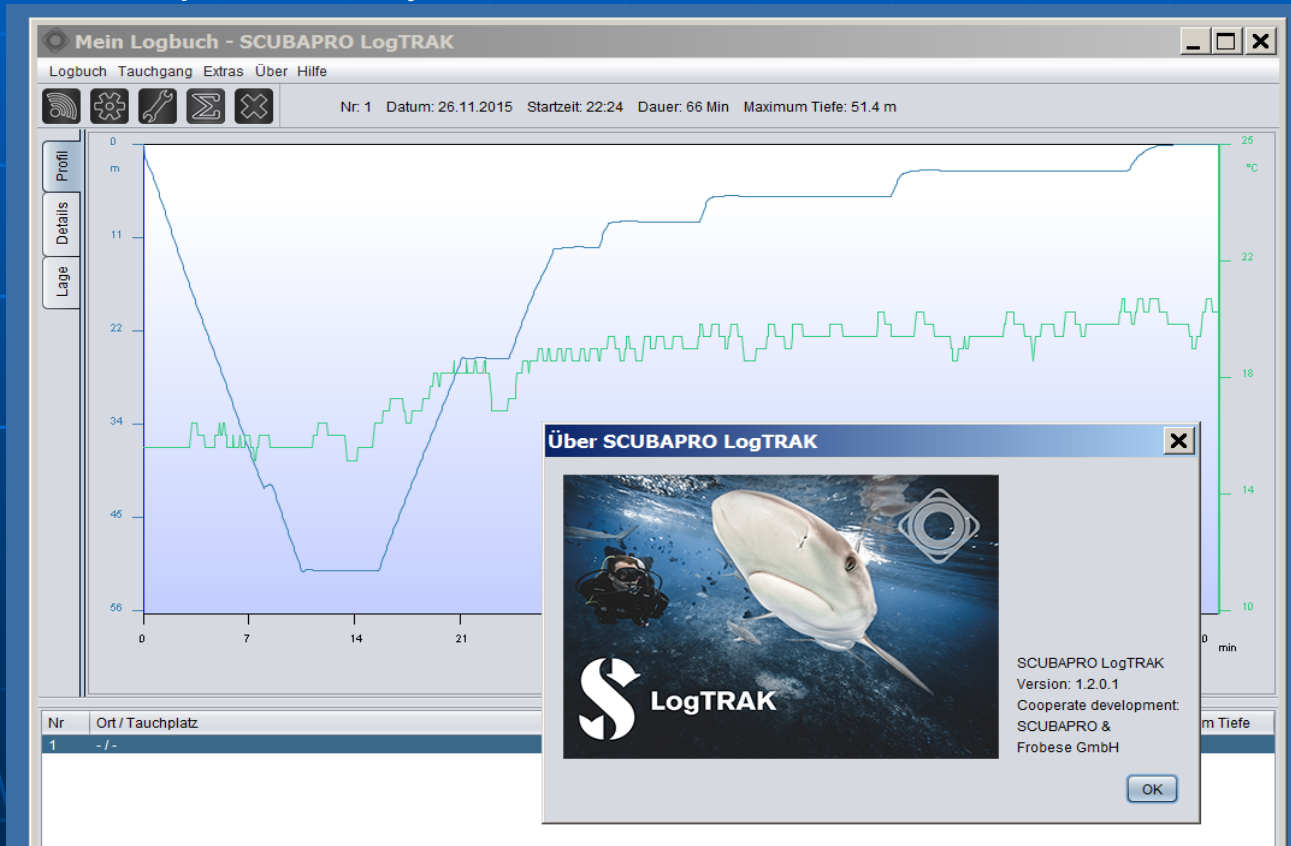 Mein Logbuch - SCUBAPRO LogTRAK
Logbuch Tauchgang Extras Über Hilfe
Nr: 1 Datum: 26.11.2015 Startzeit: 22:24 Dauer: 66 Min Maximum Tiefe: 51.4 m
Profil
Details
Lage
0
m
11
22
34
45
56
0
7
14
21
min
26
°C
22
18
14
10
Über SCUBAPRO LogTRAK
S LogTRAK
SCUBAPRO LogTRAK
Version: 1.2.0.1
Cooperate development:
SCUBAPRO &
Frobese GmbH
OK
Nr Ort / Tauchplatz
Tiefe
1 - / -